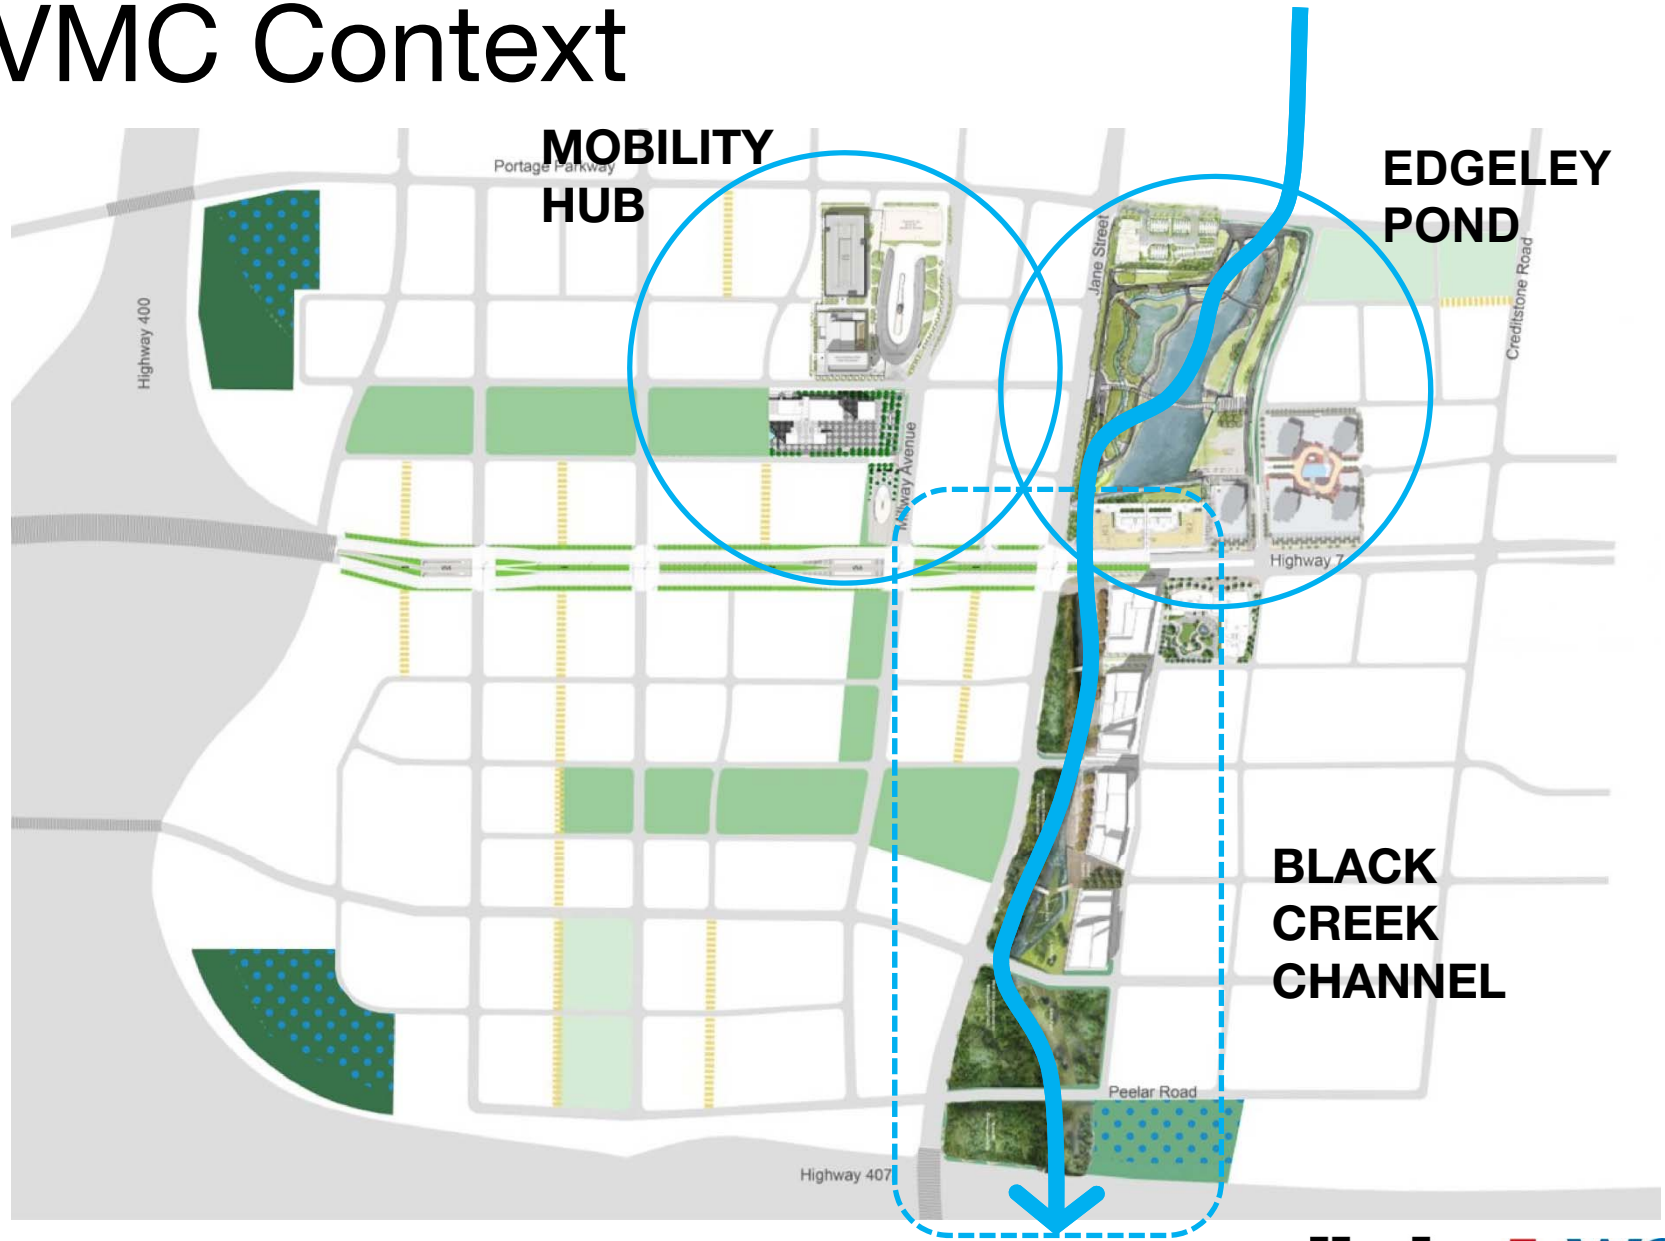 VMC Context
MOBILITY
HUB
Portage Parkway
EDGELEY
POND
Jane Street
Creditstone Road
Highway 400
Millway Avenue
Highway 7
BLACK
CREEK
CHANNEL
Peelar Road
Highway 407